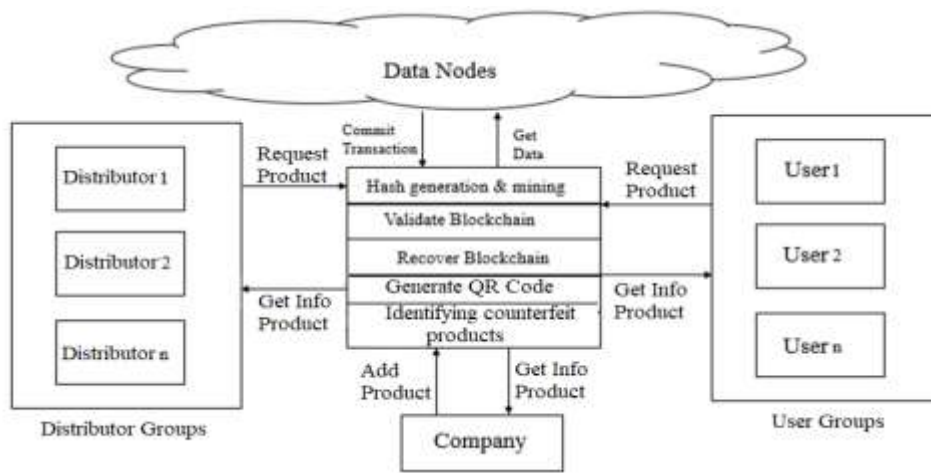 Data Nodes
Commit
Transaction
Get
Data
Request
Product
Request
Product
Distributor 1
Distributor 2
Distributor n
Hash generation & mining
Validate Blockchain
Recover Blockchain
Generate QR Code
Identifying counterfeit
products
User 1
User 2
User n
Get Info
Product
Get Info
Product
Add
Product
Get Info
Product
Distributor Groups
Company
User Groups